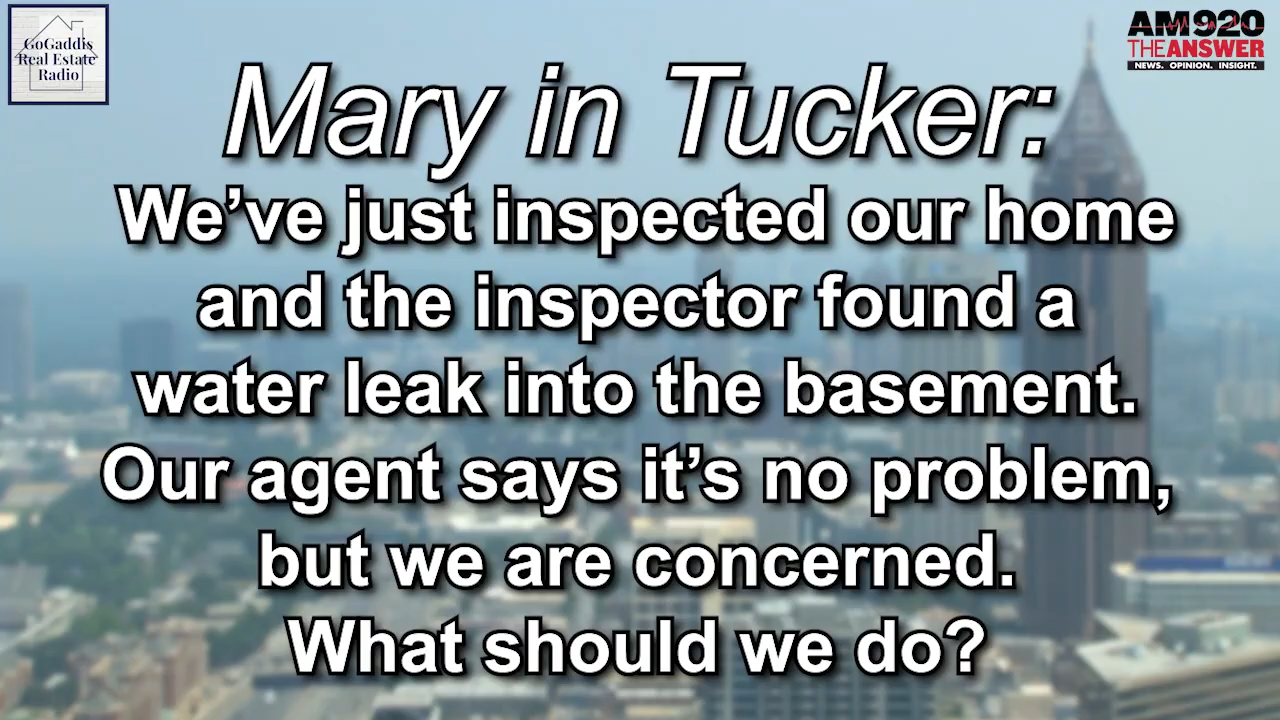 GoGaddis
Real Estate
Radio
AM920
THEANSWER
NEWS. OPINION. INSIGHT.
Mary in Tucker:
We’ve just inspected our home
and the inspector found a
water leak into the basement.
Our agent says it’s no problem,
but we are concerned.
What should we do?